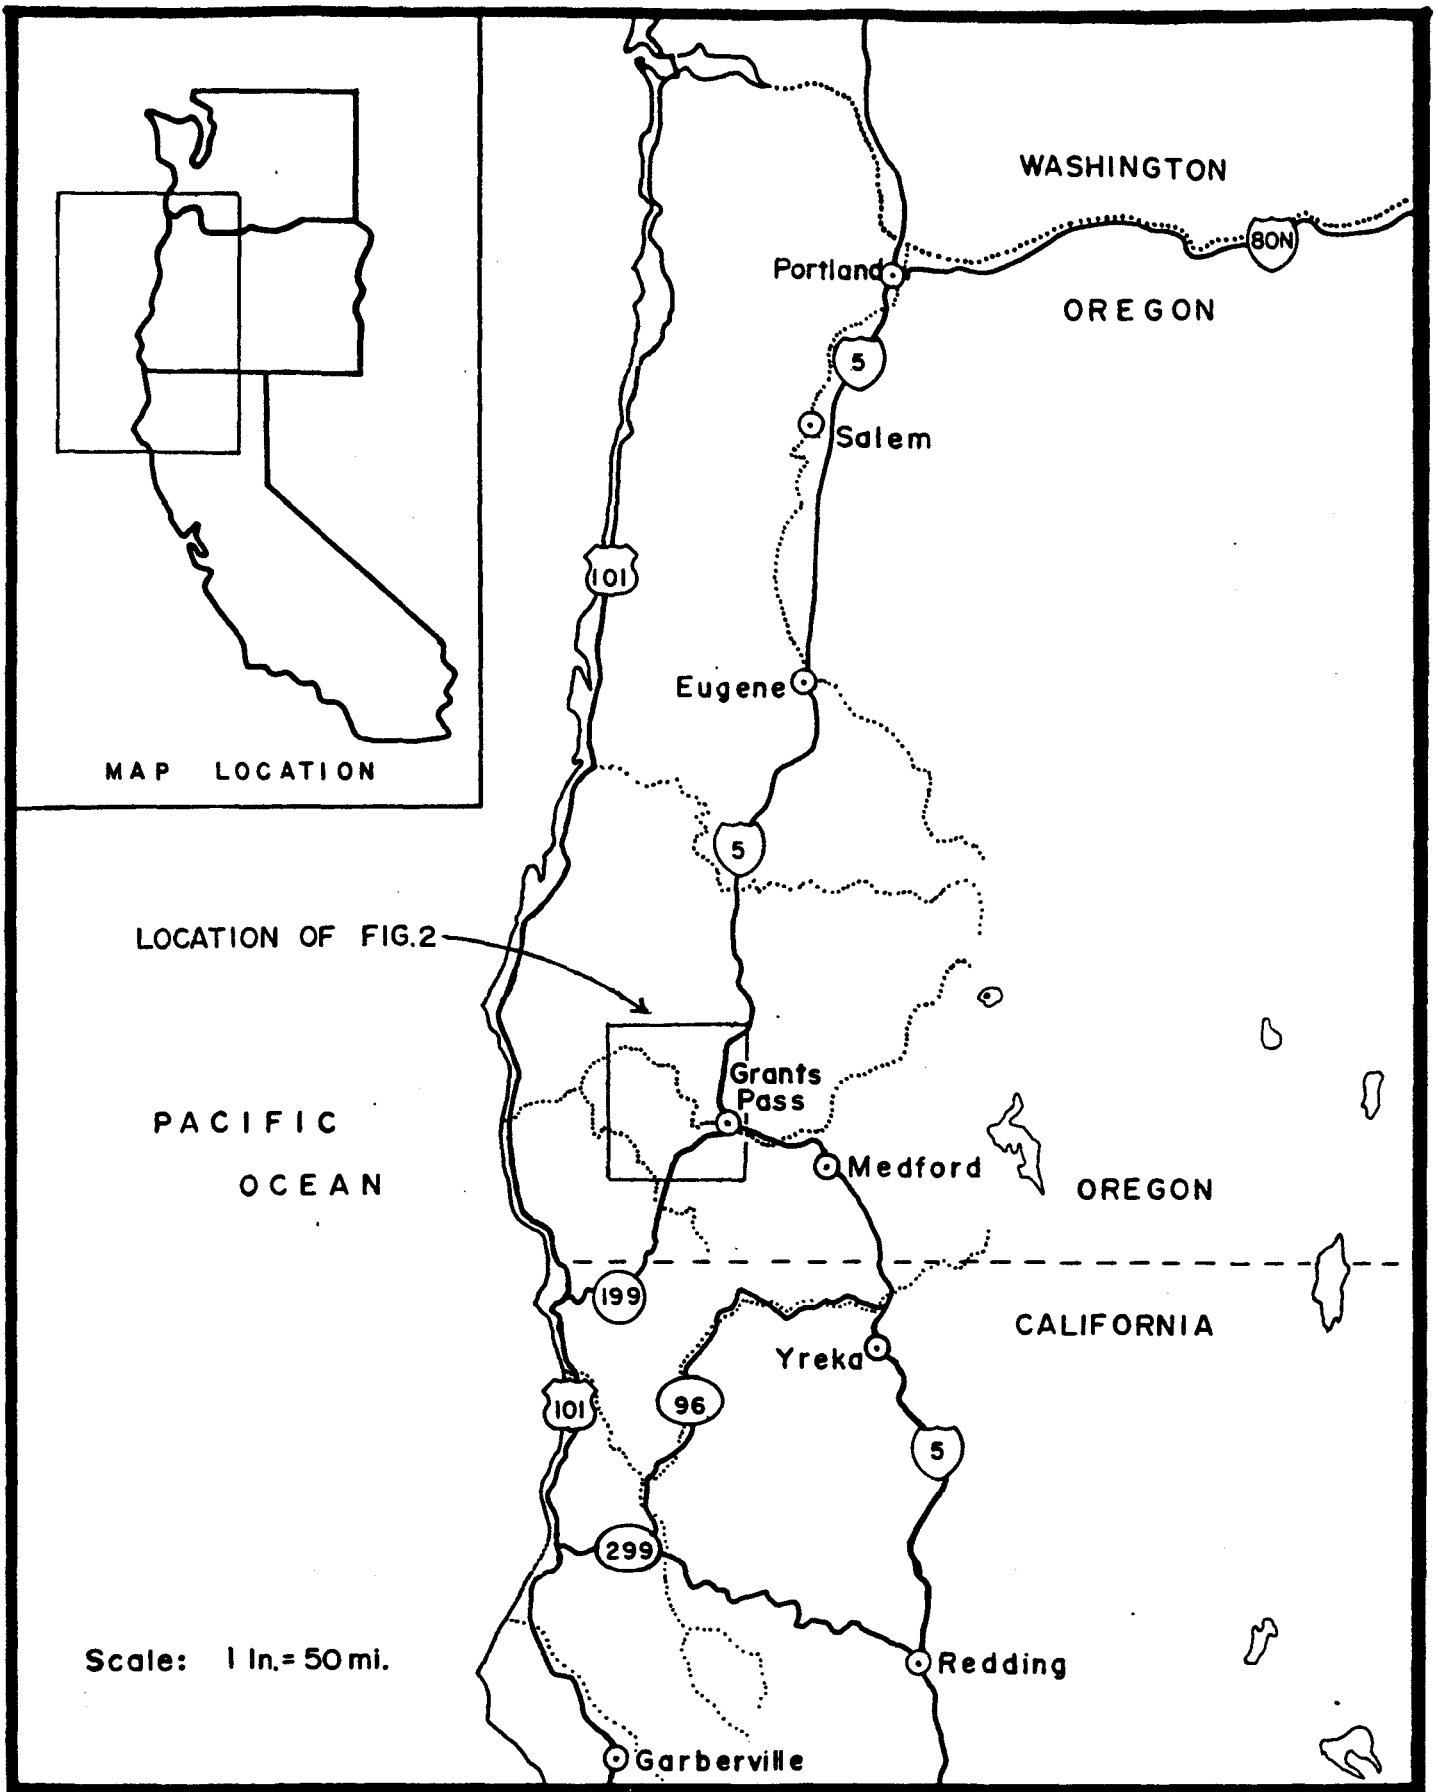 WASHINGTON
80N
Portland
OREGON
5
Salem
101
Eugene
MAP LOCATION
5
LOCATION OF FIG.2
Grants
Pass
PACIFIC
OCEAN
Medford
OREGON
199
CALIFORNIA
Yreka
96
101
5
299
Scale: 1 In.= 50 mi.
Redding
Garberville